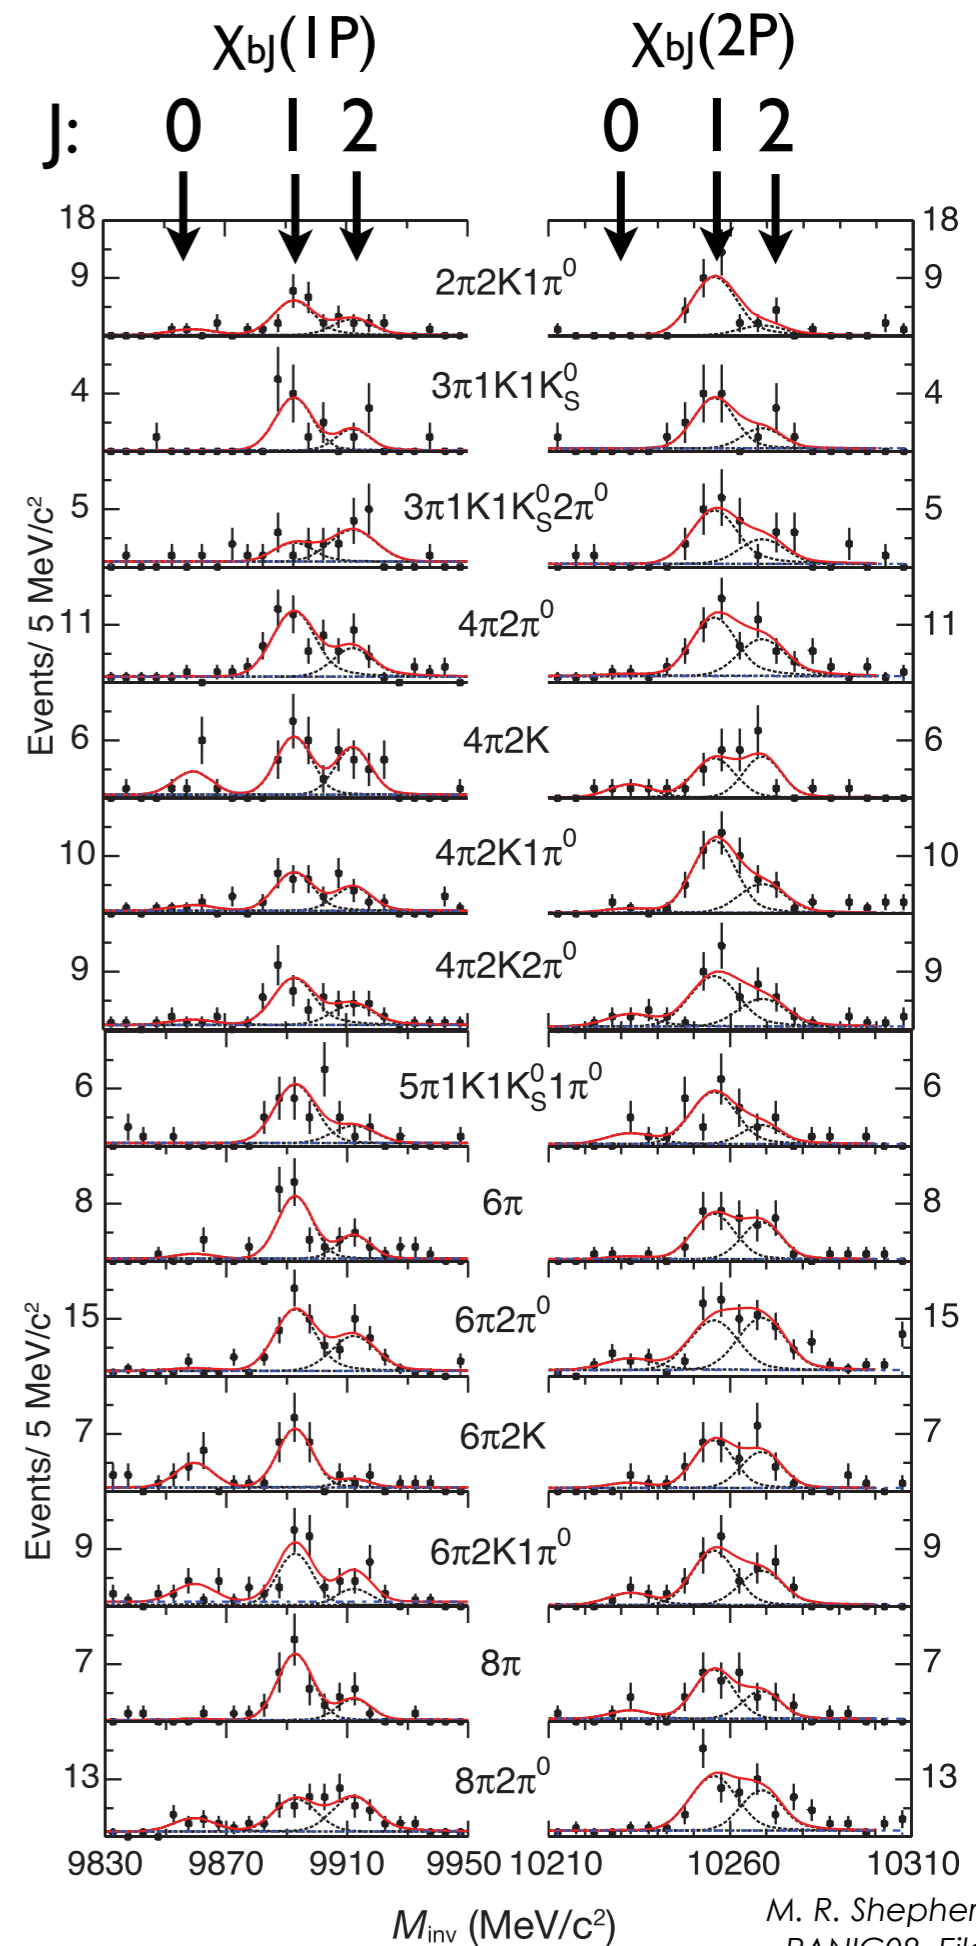 χbJ(1P) χbJ(2P)
J: 0 1 2 0 1 2
18 18
9 2π2K1π⁰ 9
4 3π1K1K⁰S 4
5 3π1K1K⁰S2π⁰ 5
11 4π2π⁰ 11
6 4π2K 6
10 4π2K1π⁰ 10
9 4π2K2π⁰ 9
6 5π1K1K⁰S1π⁰ 6
8 6π 8
15 6π2π⁰ 15
7 6π2K 7
9 6π2K1π⁰ 9
7 8π 7
13 8π2π⁰ 13
Events/ 5 MeV/c²
Events/ 5 MeV/c²
9830 9870 9910 9950 10210 10260 10310
Minv (MeV/c²)
M. R. Shepher